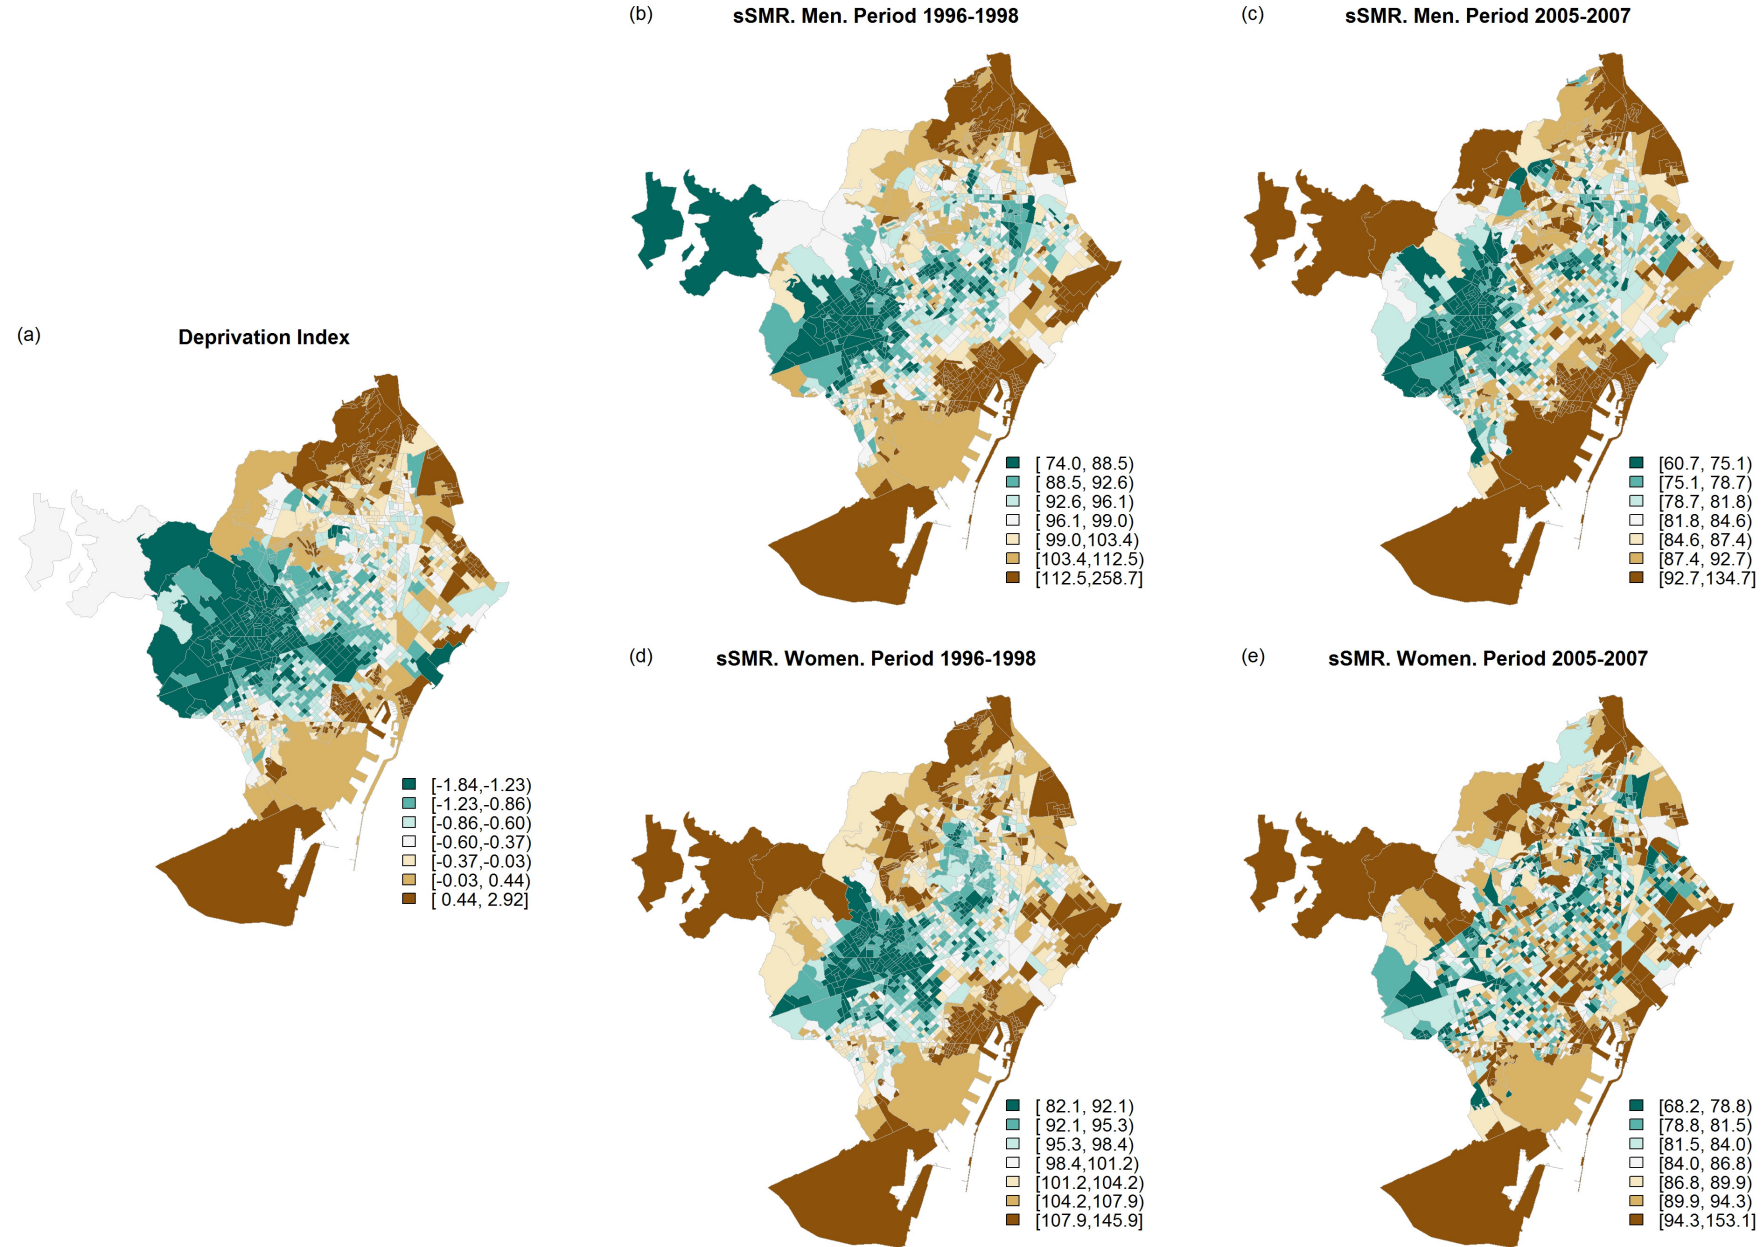 (a)
Deprivation Index
[-1.84,-1.23)
[-1.23,-0.86)
[-0.86,-0.60)
[-0.60,-0.37)
[-0.37,-0.03)
[-0.03, 0.44)
[ 0.44, 2.92]
(b)
sSMR. Men. Period 1996-1998
[ 74.0, 88.5)
[ 88.5, 92.6)
[ 92.6, 96.1)
[ 96.1, 99.0)
[ 99.0,103.4)
[103.4,112.5)
[112.5,258.7]
(c)
sSMR. Men. Period 2005-2007
[60.7, 75.1)
[75.1, 78.7)
[78.7, 81.8)
[81.8, 84.6)
[84.6, 87.4)
[87.4, 92.7)
[92.7,134.7]
(d)
sSMR. Women. Period 1996-1998
[ 82.1, 92.1)
[ 92.1, 95.3)
[ 95.3, 98.4)
[ 98.4,101.2)
[101.2,104.2)
[104.2,107.9)
[107.9,145.9]
(e)
sSMR. Women. Period 2005-2007
[68.2, 78.8)
[78.8, 81.5)
[81.5, 84.0)
[84.0, 86.8)
[86.8, 89.9)
[89.9, 94.3)
[94.3,153.1]